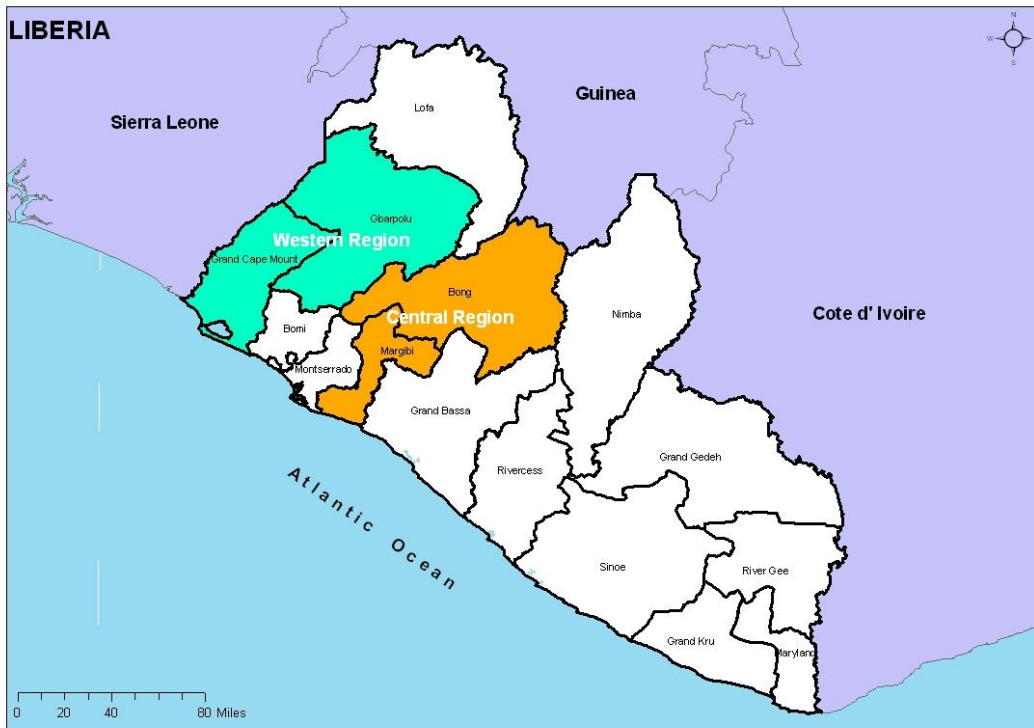 LIBERIA
N
W
S
Guinea
Lofa
Sierra Leone
Gbarpolu
Western Region
Grand Cape Mount
Bong
Central Region
Nimba
Cote d' Ivoire
Bomi
Margibi
Montserrado
Grand Bassa
Grand Gedeh
Rivercess
Atlantic Ocean
Sinoe
River Gee
Grand Kru
Maryland
0 20 40 80 Miles